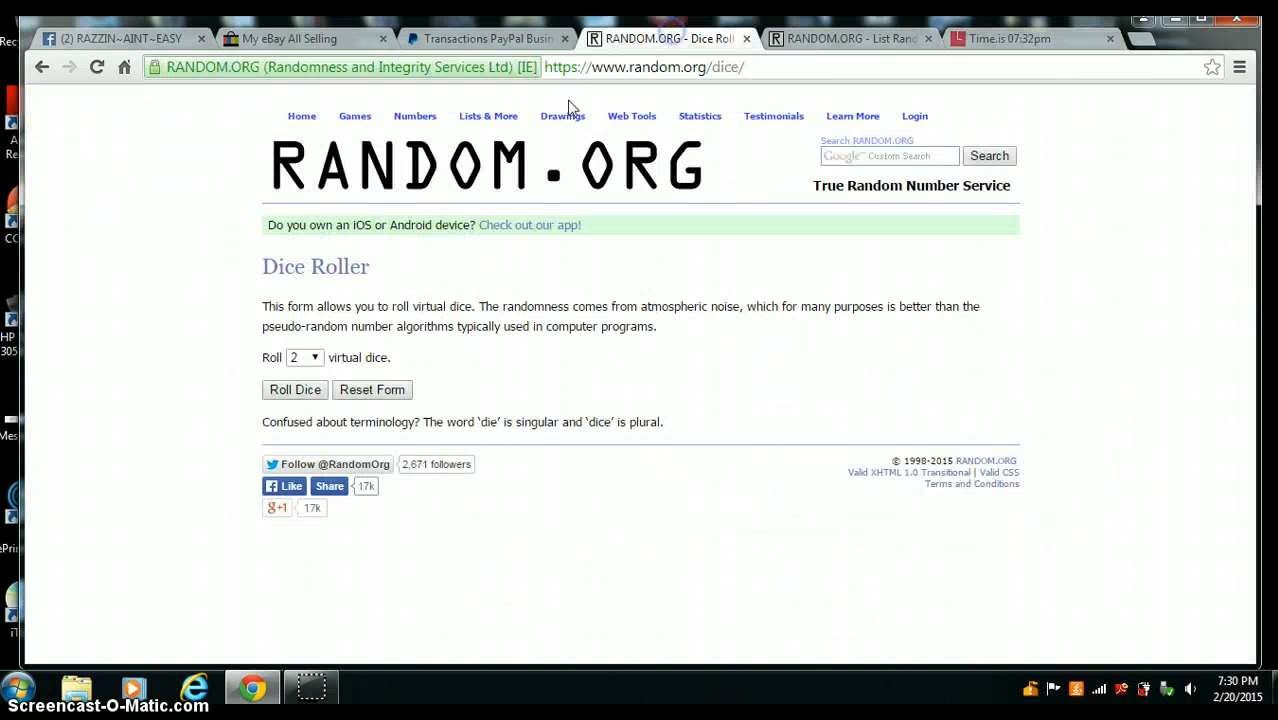 (2) RAZZIN~AINT~EASY
My eBay All Selling
Transactions PayPal Busin
RANDOM.ORG - Dice Roll
RANDOM.ORG - List Rand
Time.is 07:32pm
RANDOM.ORG (Randomness and Integrity Services Ltd) [IE]
https://www.random.org/dice/
Home Games Numbers Lists & More Drawings Web Tools Statistics Testimonials Learn More Login
RANDOM.ORG
Search RANDOM.ORG
Google™ Custom Search
Search
True Random Number Service
Do you own an iOS or Android device? Check out our app!
Dice Roller
This form allows you to roll virtual dice. The randomness comes from atmospheric noise, which for many purposes is better than the
pseudo-random number algorithms typically used in computer programs.
Roll 2 virtual dice.
Roll Dice Reset Form
Confused about terminology? The word ‘die’ is singular and ‘dice’ is plural.
Follow @RandomOrg 2,671 followers
Like Share 17k
g+1 17k
© 1998-2015 RANDOM.ORG
Valid XHTML 1.0 Transitional | Valid CSS
Terms and Conditions
HP
305
7:30 PM
2/20/2015
Screencast-O-Matic.com